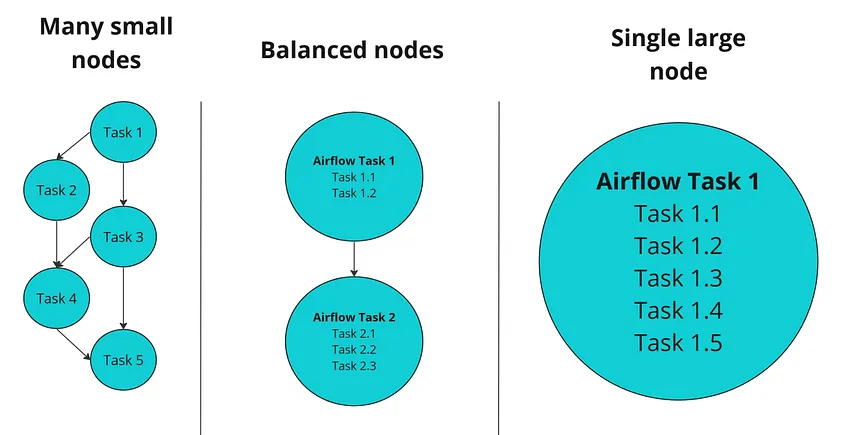 Many small
nodes
Task 1
Task 2
Task 3
Task 4
Task 5
Balanced nodes
Airflow Task 1
Task 1.1
Task 1.2
Airflow Task 2
Task 2.1
Task 2.2
Task 2.3
Single large
node
Airflow Task 1
Task 1.1
Task 1.2
Task 1.3
Task 1.4
Task 1.5